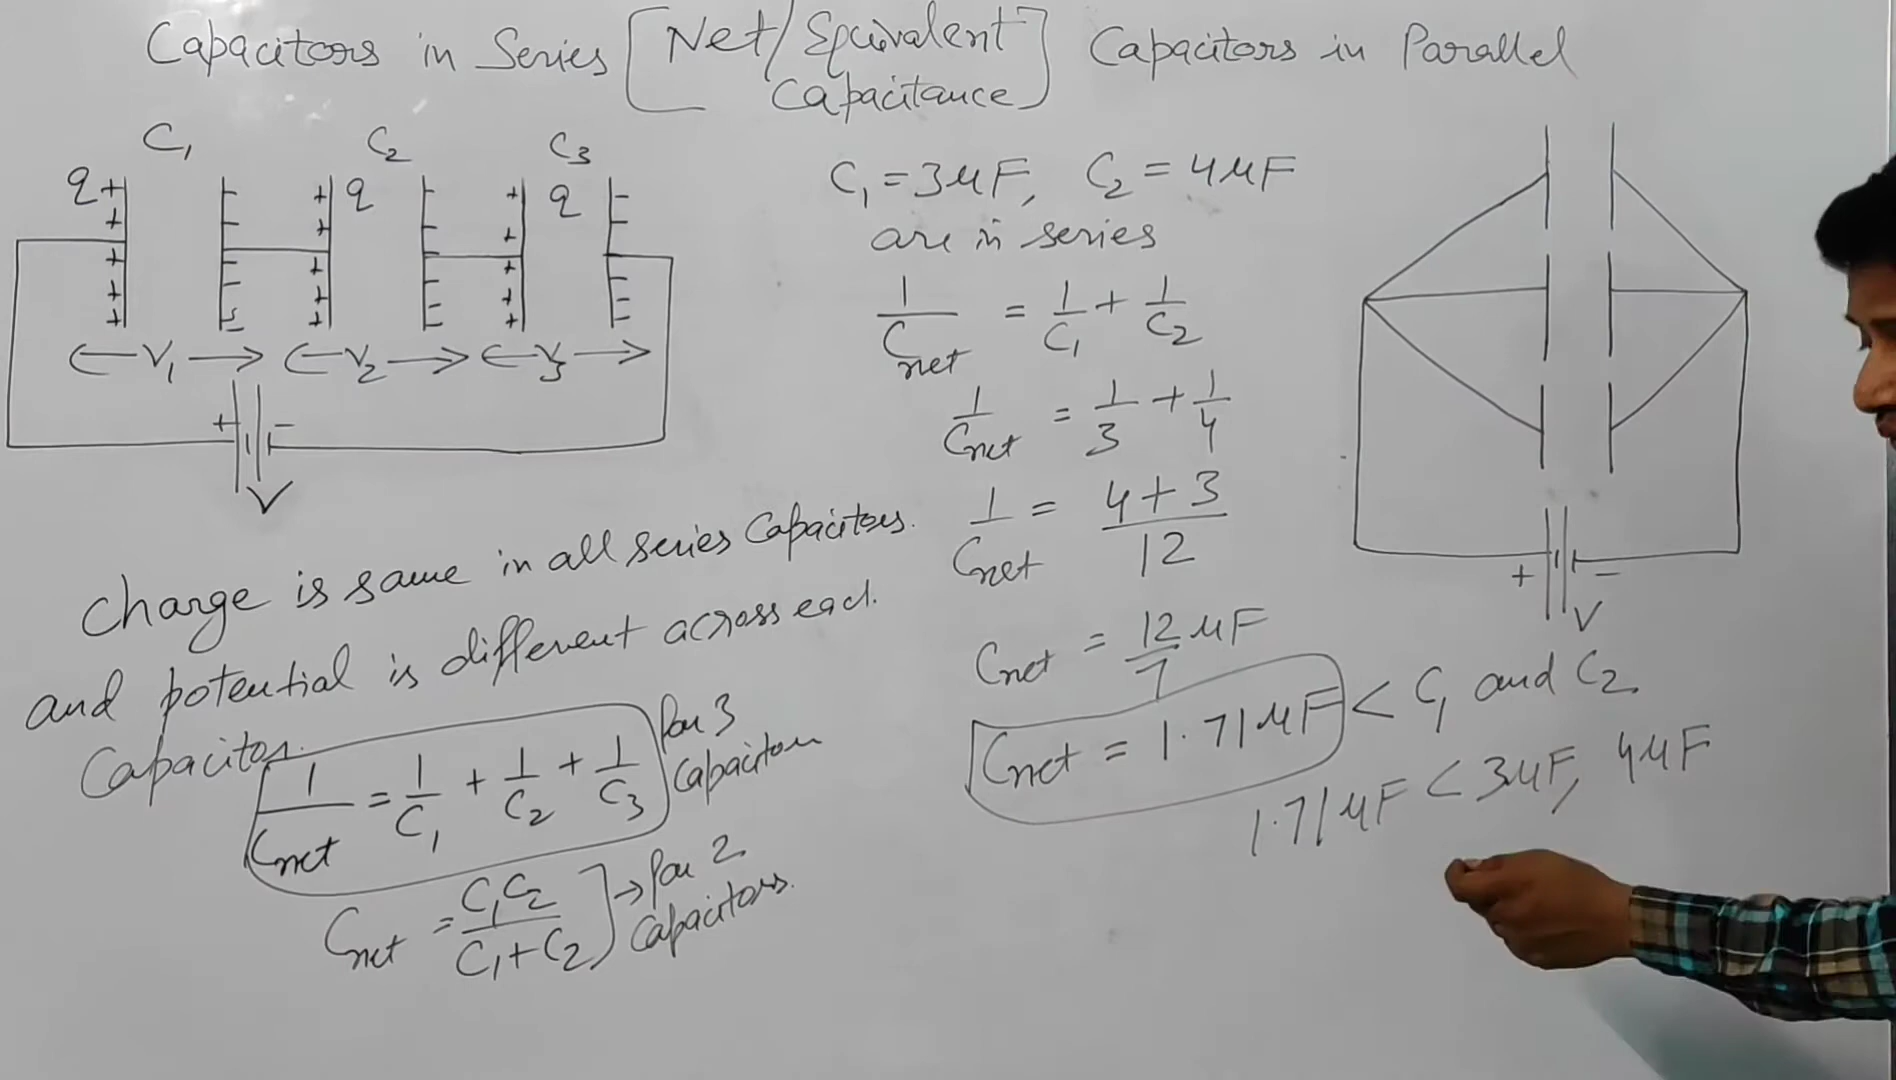 Capacitors in Series [Net/Equivalent Capacitance] Capacitors in Parallel
C₁ C₂ C₃
q + + + + + - - - - + + + + + q - - - - + + + + + q - - - - -
← V₁ → ← V₂ → ← V₃ →
+ -
V
Charge is same in all series Capacitors.
and potential is different across each
Capacitor.
1/Cnet = 1/C₁ + 1/C₂ + 1/C₃ for 3 Capacitors
Cnet = C₁C₂/(C₁+C₂)] → for 2 Capacitors.
C₁ = 3μF, C₂ = 4μF
are in series
1/Cnet = 1/C₁ + 1/C₂
1/Cnet = 1/3 + 1/4
1/Cnet = (4+3)/12
Cnet = 12/7 μF
Cnet = 1.71μF < C₁ and C₂
1.71μF < 3μF, 4μF
+ -
V